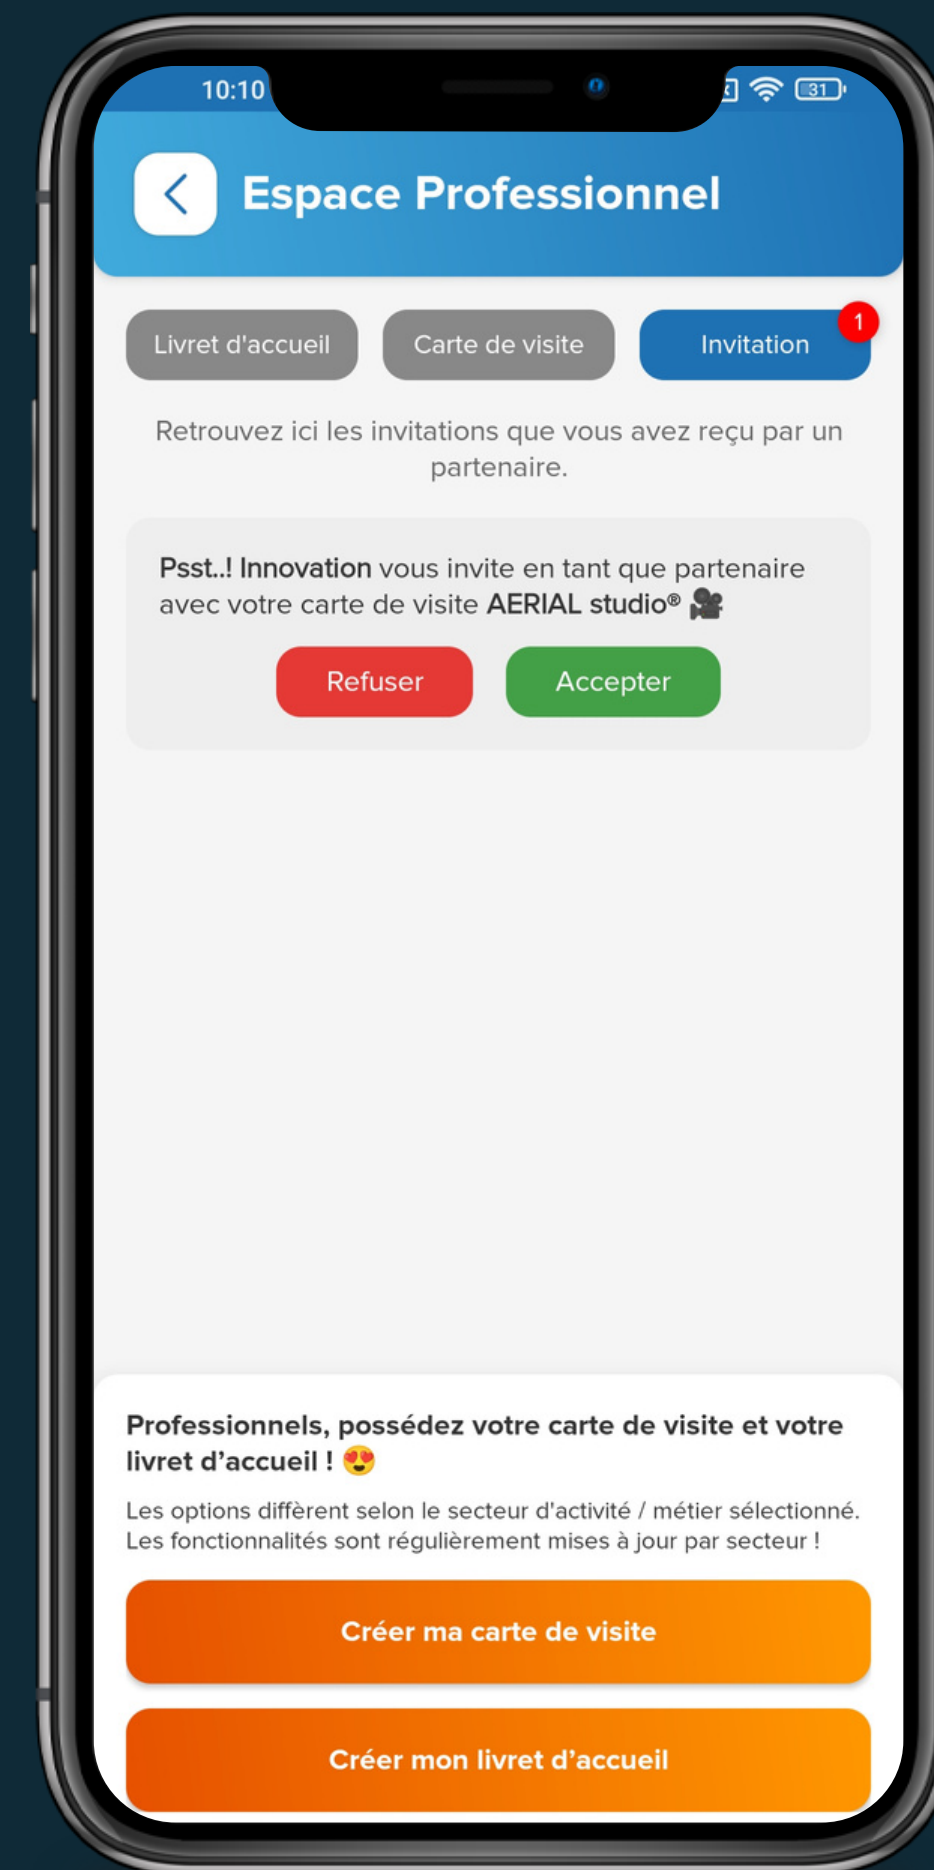 10:10
31
Espace Professionnel
Livret d'accueil
Carte de visite
Invitation
1
Retrouvez ici les invitations que vous avez reçu par un
partenaire.
Psst..! Innovation vous invite en tant que partenaire
avec votre carte de visite AERIAL studio® 🎥
Refuser
Accepter
Professionnels, possédez votre carte de visite et votre
livret d’accueil ! 😍
Les options diffèrent selon le secteur d'activité / métier sélectionné.
Les fonctionnalités sont régulièrement mises à jour par secteur !
Créer ma carte de visite
Créer mon livret d’accueil